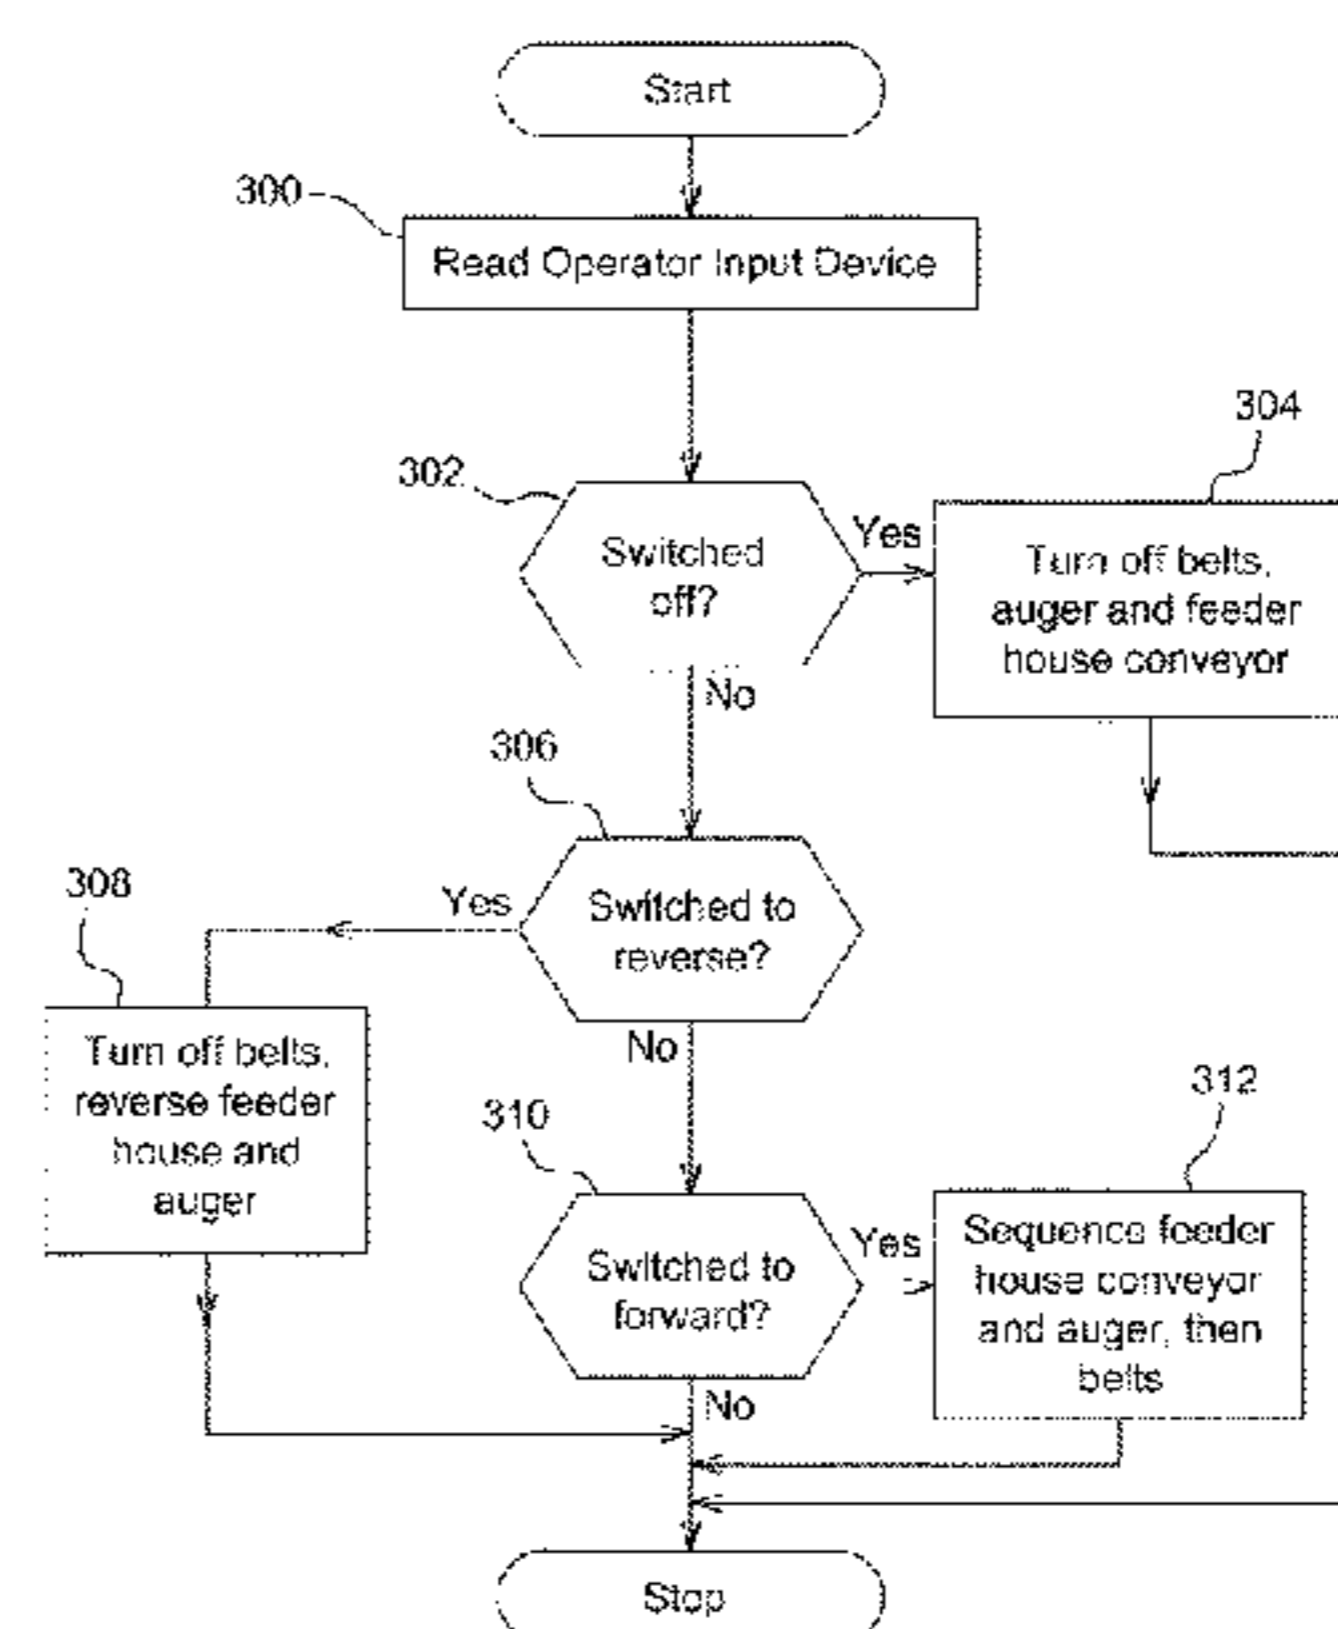 Start
300
Read Operator Input Device
304
302
Switched
off?
Yes
Turn off belts,
auger and feeder
house conveyor
No
306
308
Yes
Switched to
reverse?
Turn off belts,
reverse feeder
house and
auger
No
310
312
Switched to
forward?
Yes
Sequence feeder
house conveyor
and auger, then
belts
No
Stop